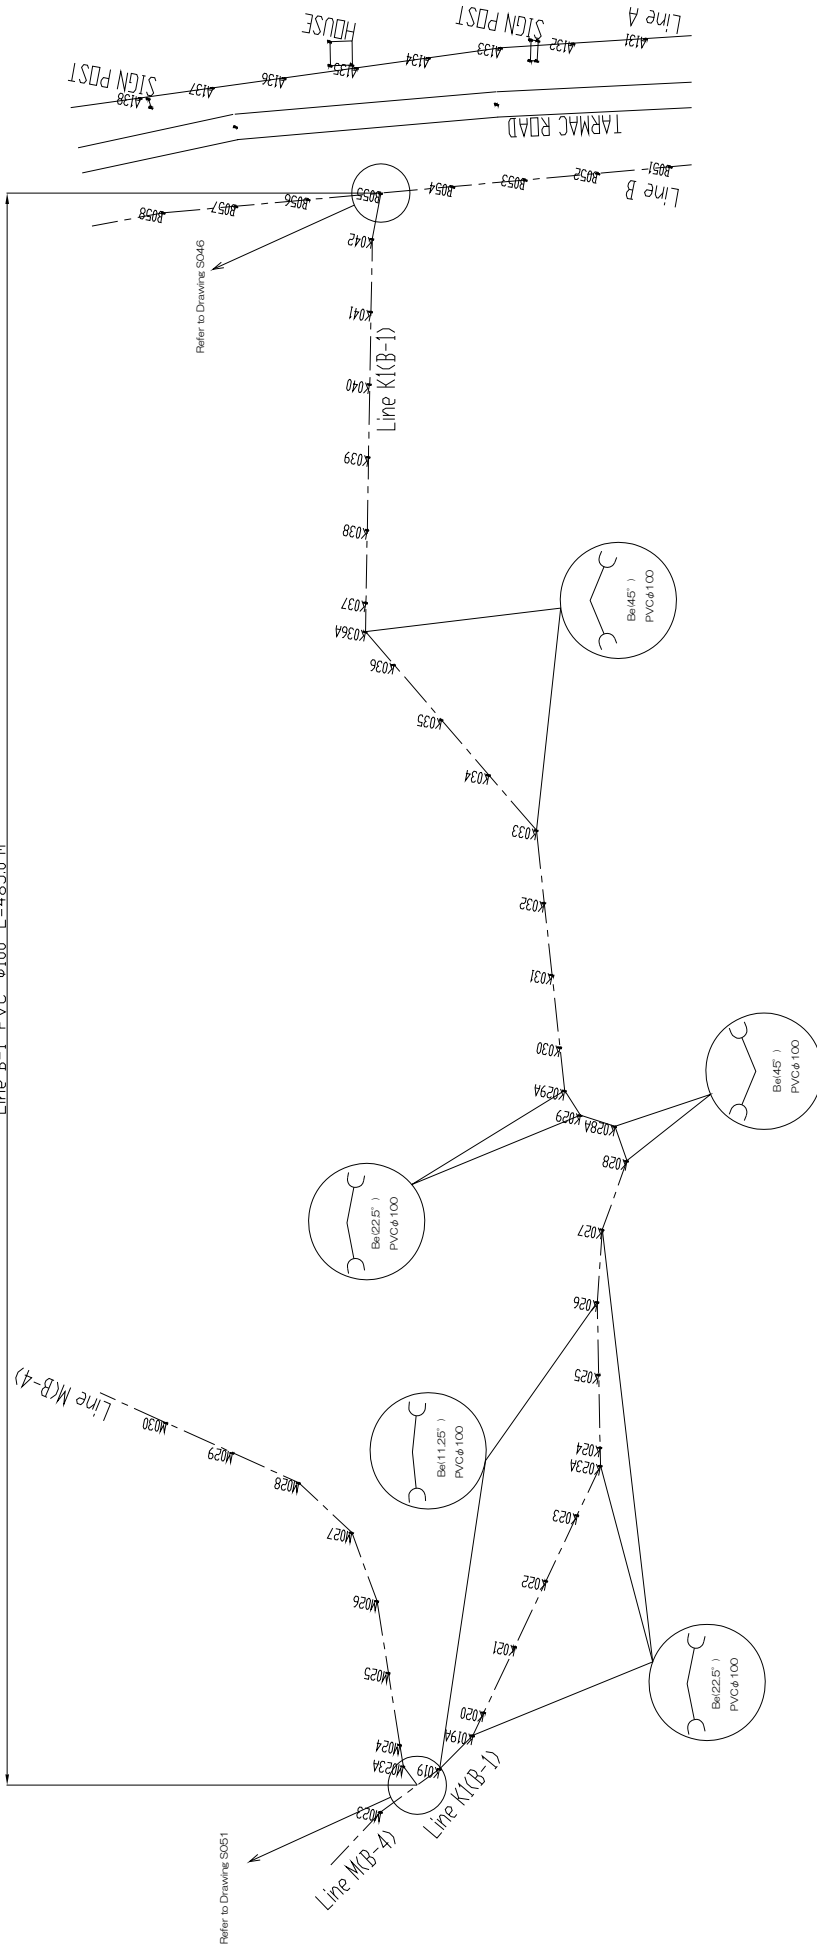 Line A
A131
A132
SIGN POST
A133
A134
A135
HOUSE
A136
A137
A138
SIGN POST
TARMAC ROAD
Line B
B051
B052
B053
B054
B055
B056
B057
B058
Refer to Drawing S046
K042
K041
K040
K039
K038
K037
K036A
K036
K035
K034
K033
K032
K031
K030
K029A
K029
K028A
K028
K027
K026
K025
K024
K023A
K023
K022
K021
K020
K019A
K019
Line K1(B-1)
Be(45°)
PVCφ100
Be(45°)
PVCφ100
Be(22.5°)
PVCφ100
Be(11.25°)
PVCφ100
Be(22.5°)
PVCφ100
Line M(B-4)
M030
M029
M028
M027
M026
M025
M024
M023A
M023
Line M(B-4)
Line K1(B-1)
Refer to Drawing S051
Line B-1 PVC φ100 L=485.0 M